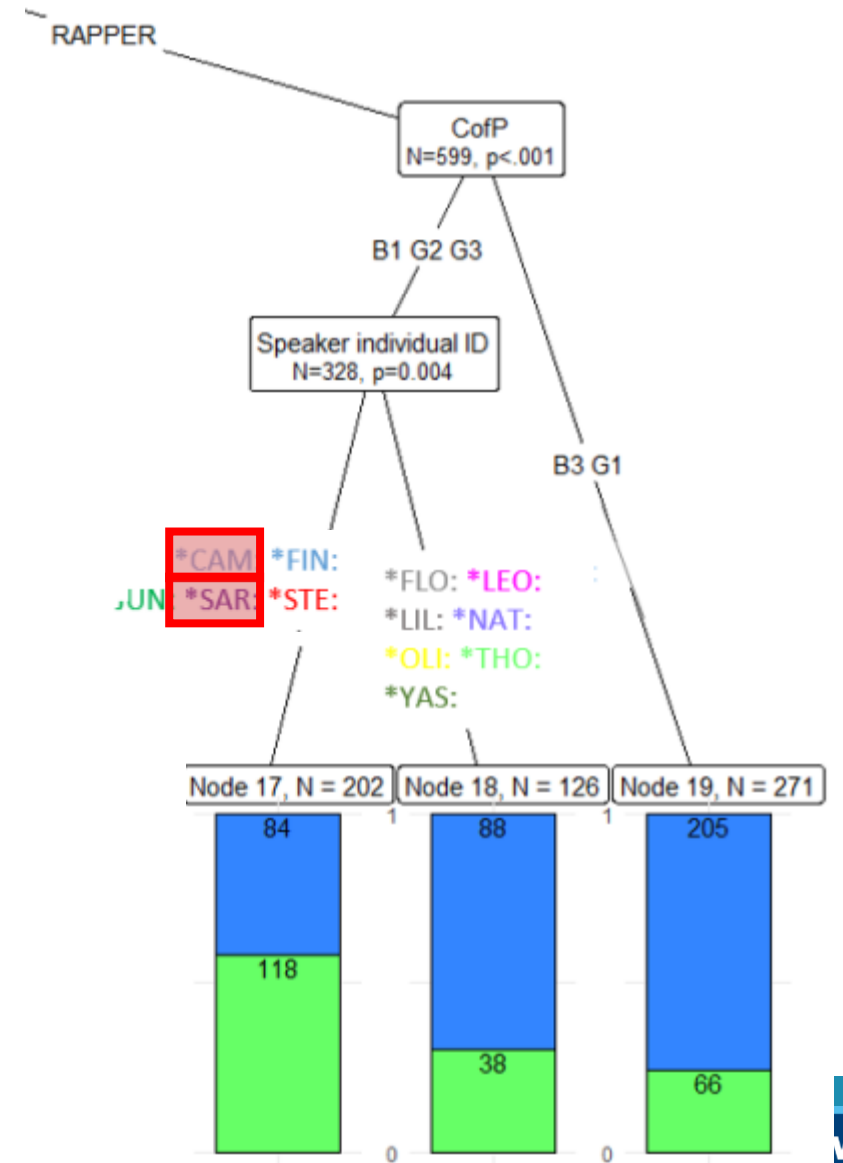 RAPPER
CofP
N=599, p<.001
B1 G2 G3
Speaker individual ID
N=328, p=0.004
B3 G1
*CAM: *FIN:
*SAR: *STE:
*FLO: *LEO:
*LIL: *NAT:
*OLI: *THO:
*YAS:
Node 17, N = 202
Node 18, N = 126
Node 19, N = 271
84
1
88
1
205
118
38
66
0
0